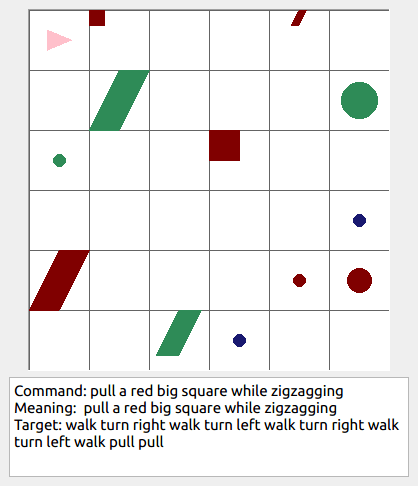 Command: pull a red big square while zigzagging
Meaning:  pull a red big square while zigzagging
Target: walk turn right walk turn left walk turn right walk
turn left walk pull pull